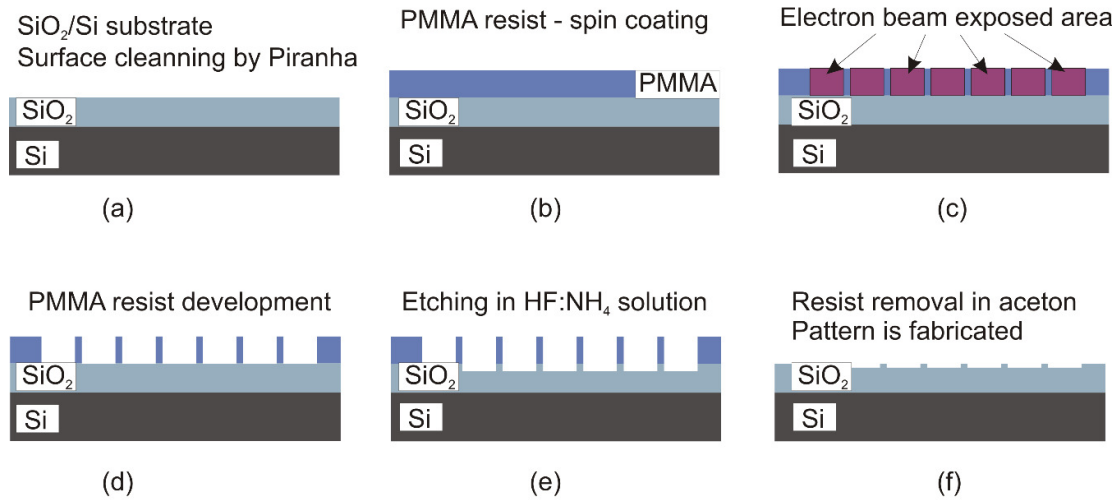 SiO₂/Si substrate
Surface cleanning by Piranha
SiO₂
Si
(a)
PMMA resist - spin coating
PMMA
SiO₂
Si
(b)
Electron beam exposed area
SiO₂
Si
(c)
PMMA resist development
SiO₂
Si
(d)
Etching in HF:NH₄ solution
SiO₂
Si
(e)
Resist removal in aceton
Pattern is fabricated
SiO₂
Si
(f)